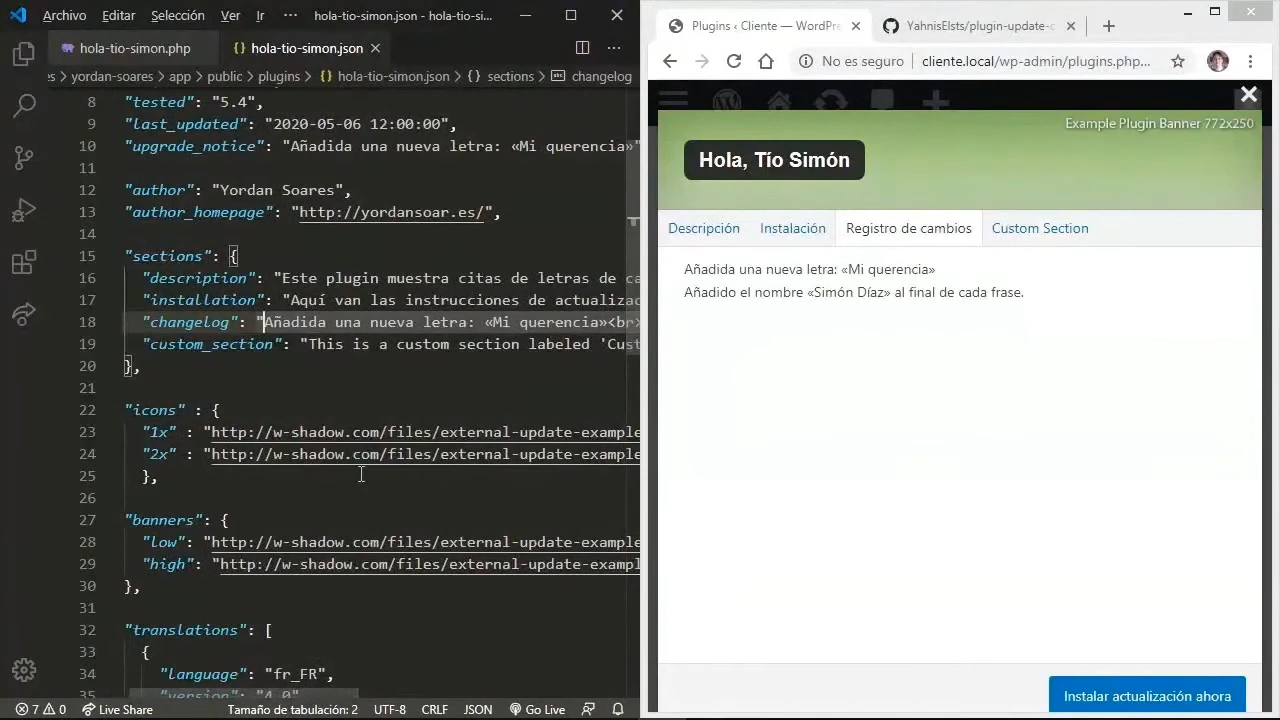 Archivo Editar Selección Ver Ir ··· hola-tio-simon.json - hola-tio-si...
hola-tio-simon.php {} hola-tio-simon.json
es > yordan-soares > app > public > plugins > {} hola-tio-simon.json > {} sections > changelog
8 "tested": "5.4",
9 "last_updated": "2020-05-06 12:00:00",
10 "upgrade_notice": "Añadida una nueva letra: «Mi querencia»"
11
12 "author": "Yordan Soares",
13 "author_homepage": "http://yordansoar.es/",
14
15 "sections": {
16 "description": "Este plugin muestra citas de letras de ca
17 "installation": "Aquí van las instrucciones de actualizac
18 "changelog": "Añadida una nueva letra: «Mi querencia»<br>
19 "custom_section": "This is a custom section labeled 'Cust
20 },
21
22 "icons" : {
23 "1x" : "http://w-shadow.com/files/external-update-example
24 "2x" : "http://w-shadow.com/files/external-update-example
25 },
26
27 "banners": {
28 "low": "http://w-shadow.com/files/external-update-exampl
29 "high": "http://w-shadow.com/files/external-update-exampl
30 },
31
32 "translations": [
33 {
34 "language": "fr_FR",
35 "version": "4.0"
7 0 Live Share Tamaño de tabulación: 2 UTF-8 CRLF JSON Go Live
Plugins ‹ Cliente — WordPre YahnisElsts/plugin-update-c
No es seguro cliente.local/wp-admin/plugins.php...
Example Plugin Banner 772x250
Hola, Tío Simón
Descripción Instalación Registro de cambios Custom Section
Añadida una nueva letra: «Mi querencia»
Añadido el nombre «Simón Díaz» al final de cada frase.
Instalar actualización ahora